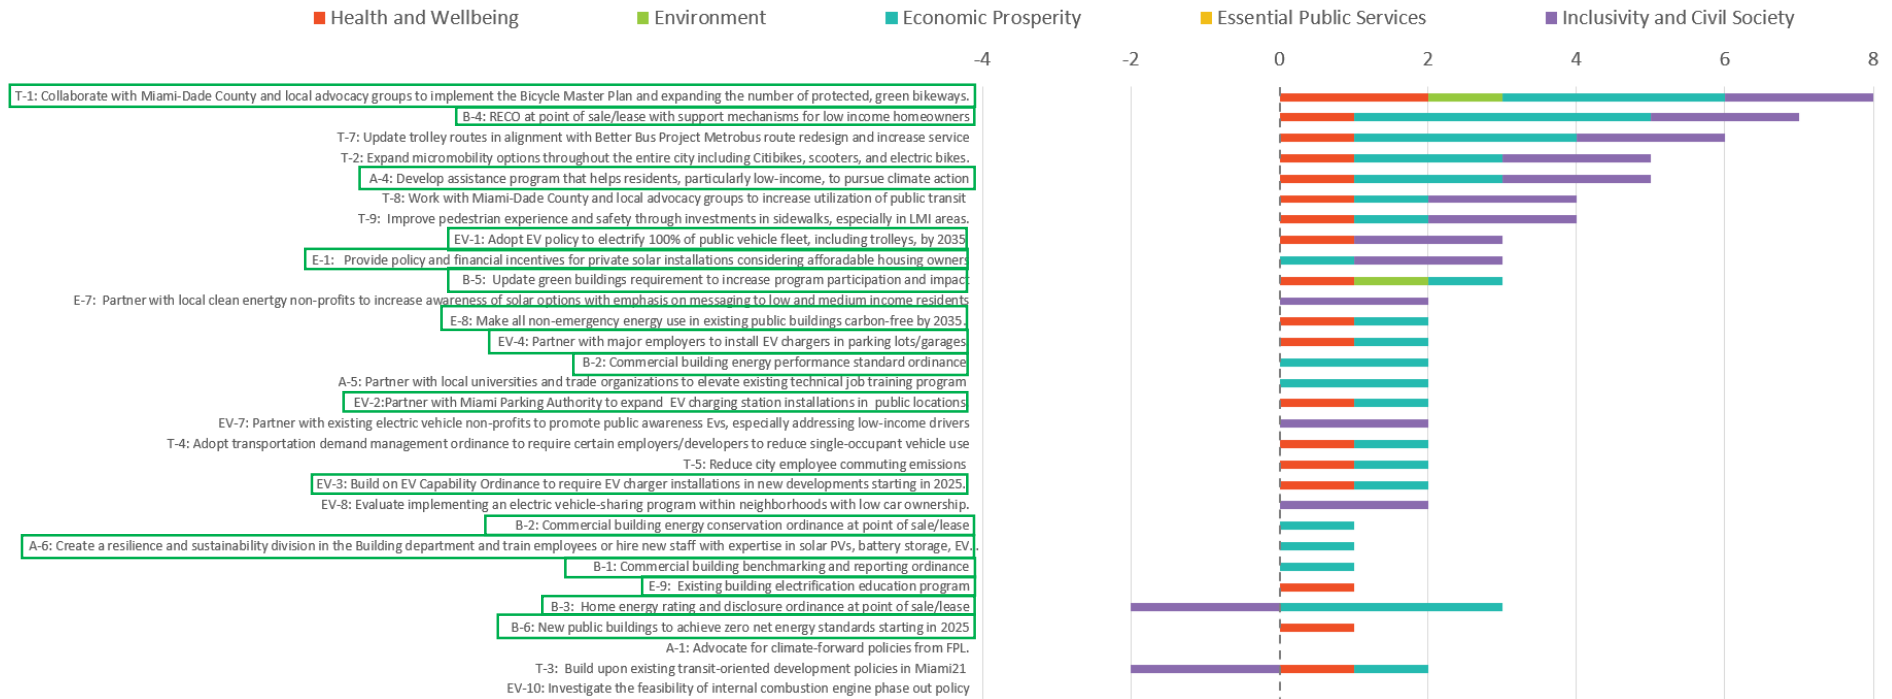 Health and Wellbeing Environment Economic Prosperity Essential Public Services Inclusivity and Civil Society
-4 -2 0 2 4 6 8
T-1: Collaborate with Miami-Dade County and local advocacy groups to implement the Bicycle Master Plan and expanding the number of protected, green bikeways.
B-4: RECO at point of sale/lease with support mechanisms for low income homeowners
T-7: Update trolley routes in alignment with Better Bus Project Metrobus route redesign and increase service
T-2: Expand micromobility options throughout the entire city including Citibikes, scooters, and electric bikes.
A-4: Develop assistance program that helps residents, particularly low-income, to pursue climate action
T-8: Work with Miami-Dade County and local advocacy groups to increase utilization of public transit
T-9: Improve pedestrian experience and safety through investments in sidewalks, especially in LMI areas.
EV-1: Adopt EV policy to electrify 100% of public vehicle fleet, including trolleys, by 2035
E-1: Provide policy and financial incentives for private solar installations considering afforadable housing owners
B-5: Update green buildings requirement to increase program participation and impact
E-7: Partner with local clean enertgy non-profits to increase awareness of solar options with emphasis on messaging to low and medium income residents
E-8: Make all non-emergency energy use in existing public buildings carbon-free by 2035.
EV-4: Partner with major employers to install EV chargers in parking lots/garages
B-2: Commercial building energy performance standard ordinance
A-5: Partner with local universities and trade organizations to elevate existing technical job training program
EV-2:Partner with Miami Parking Authority to expand EV charging station installations in public locations
EV-7: Partner with existing electric vehicle non-profits to promote public awareness Evs, especially addressing low-income drivers
T-4: Adopt transportation demand management ordinance to require certain employers/developers to reduce single-occupant vehicle use
T-5: Reduce city employee commuting emissions
EV-3: Build on EV Capability Ordinance to require EV charger installations in new developments starting in 2025.
EV-8: Evaluate implementing an electric vehicle-sharing program within neighborhoods with low car ownership.
B-2: Commercial building energy conservation ordinance at point of sale/lease
A-6: Create a resilience and sustainability division in the Building department and train employees or hire new staff with expertise in solar PVs, battery storage, EV...
B-1: Commercial building benchmarking and reporting ordinance
E-9: Existing building electrification education program
B-3: Home energy rating and disclosure ordinance at point of sale/lease
B-6: New public buildings to achieve zero net energy standards starting in 2025
A-1: Advocate for climate-forward policies from FPL.
T-3: Build upon existing transit-oriented development policies in Miami21
EV-10: Investigate the feasibility of internal combustion engine phase out policy